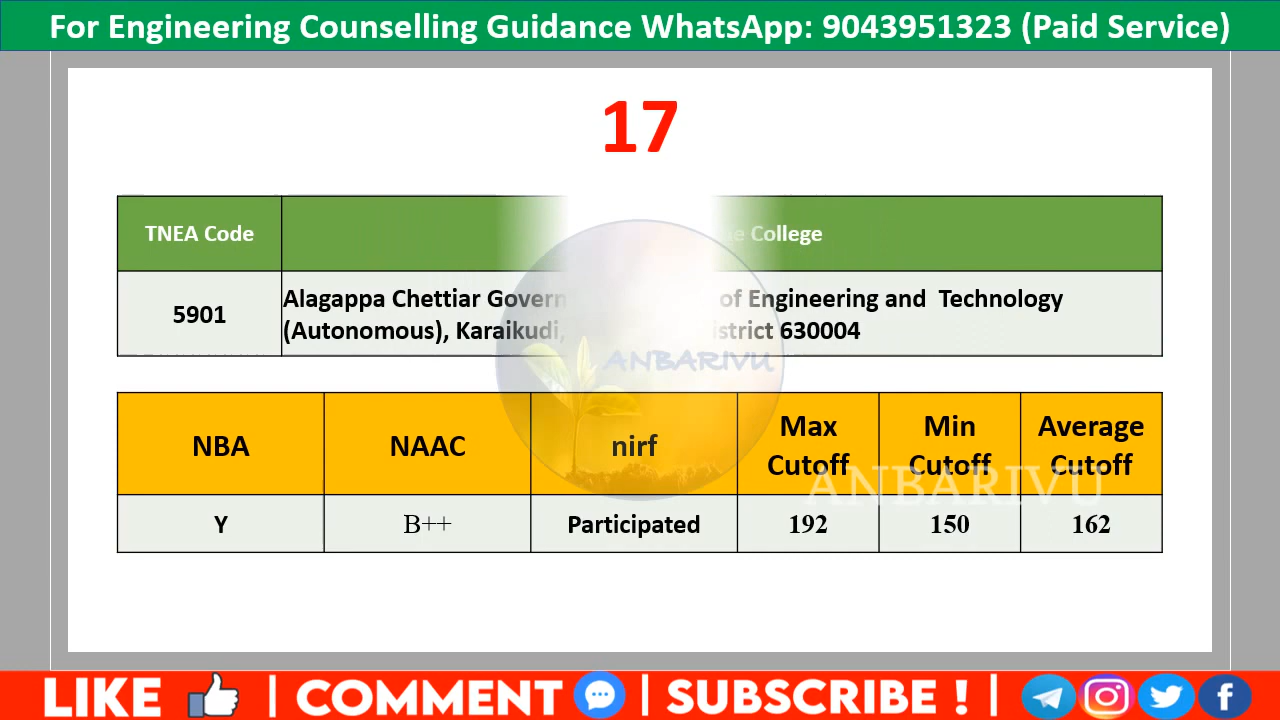 For Engineering Counselling Guidance WhatsApp: 9043951323 (Paid Service)
17
TNEA Code
College
5901
Alagappa Chettiar of Engineering and Technology
(Autonomous), Karaikudi, 630004
ANBARIVU
NBA
NAAC
nirf
Max
Cutoff
Min
Cutoff
Average
Cutoff
ANBARIVU
Y
B++
Participated
192
150
162
LIKE | COMMENT | SUBSCRIBE ! |